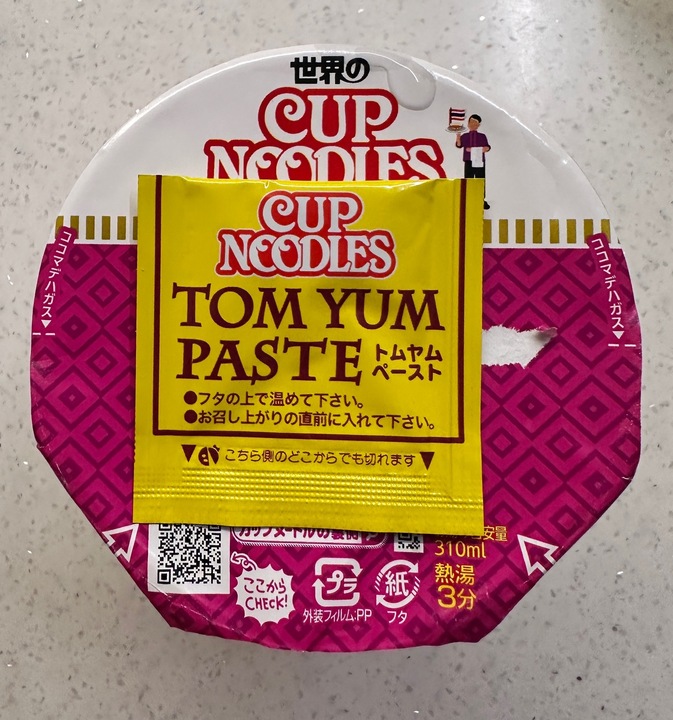 世界の
CUP
NOODLES
CUP
NOODLES
TOM YUM
PASTE
トムヤム
ペースト
●フタの上で温めて下さい。
●お召し上がりの直前に入れて下さい。
▼こちら側のどこからでも切れます▼
ココマデハガス▼
ココマデハガス▼
安量
310ml
熱湯
3分
ここから
CHECK!
プラ
外装フィルム:PP
紙
フタ